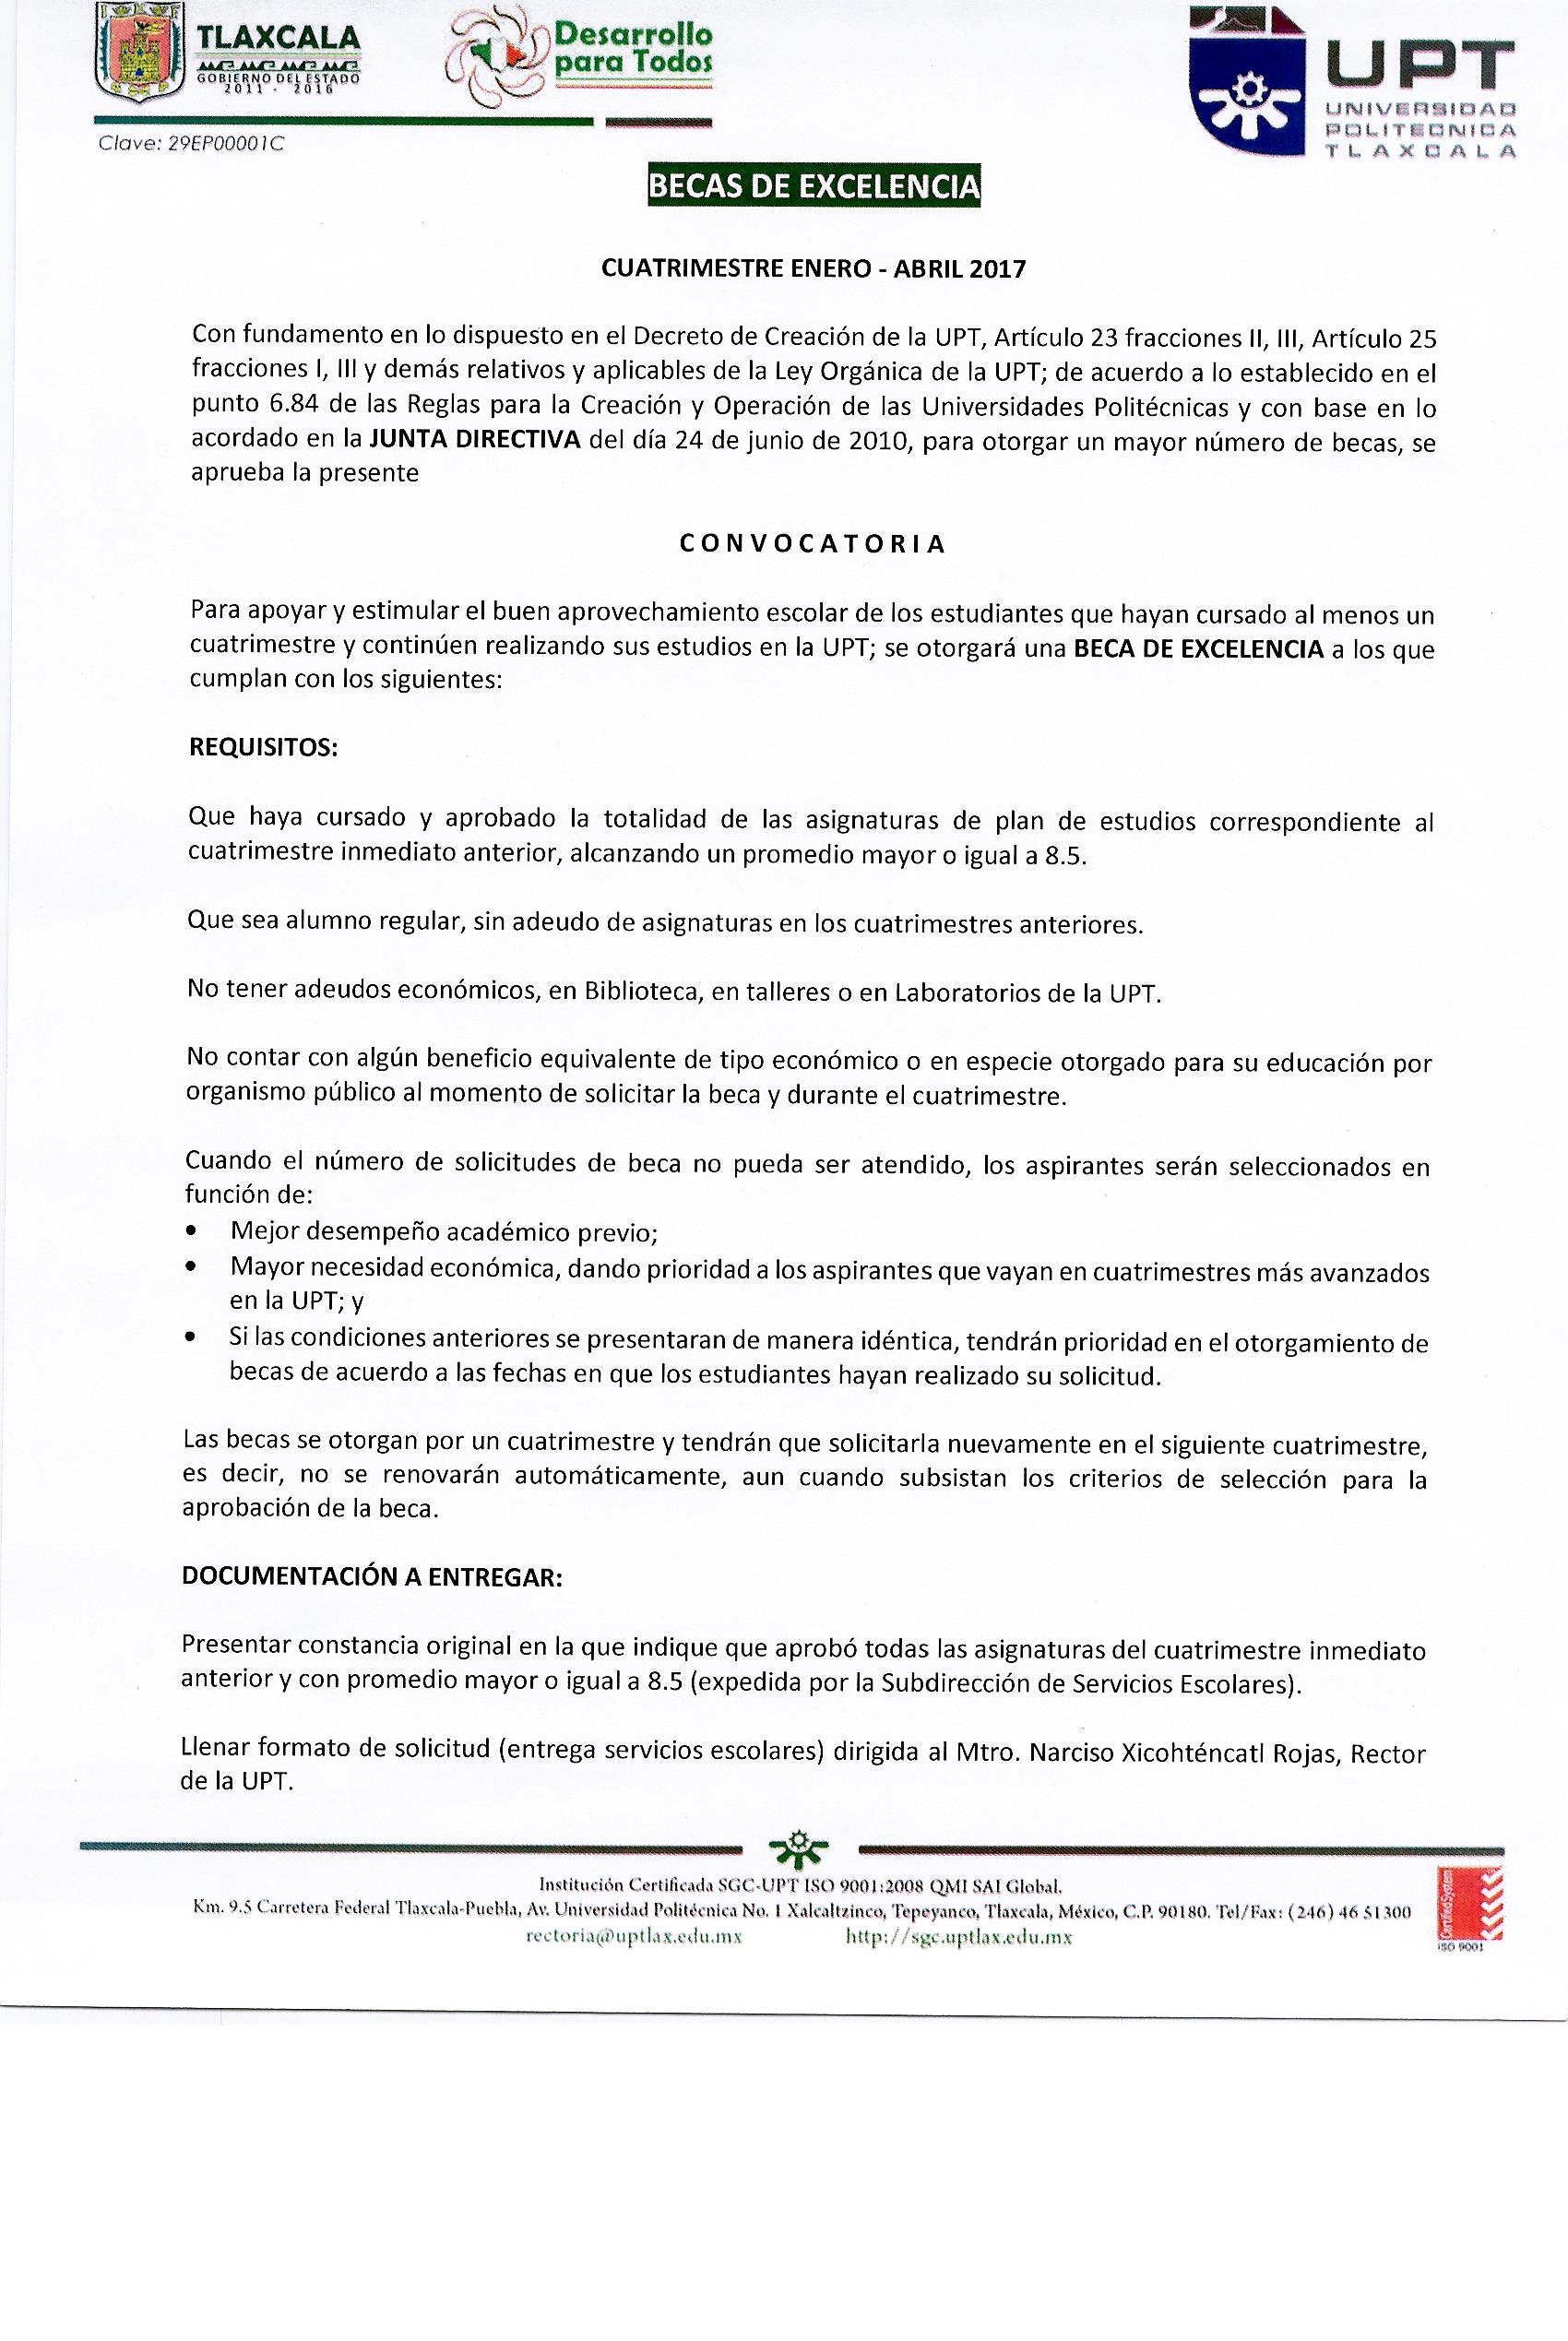 TLAXCALA
GOBIERNO DEL ESTADO
2011 - 2016
Desarrollo
para Todos
UPT
UNIVERSIDAD
POLITECNICA
TLAXCALA
Clave: 29EP00001C
BECAS DE EXCELENCIA
CUATRIMESTRE ENERO - ABRIL 2017
Con fundamento en lo dispuesto en el Decreto de Creación de la UPT, Artículo 23 fracciones II, III, Artículo 25
fracciones I, III y demás relativos y aplicables de la Ley Orgánica de la UPT; de acuerdo a lo establecido en el
punto 6.84 de las Reglas para la Creación y Operación de las Universidades Politécnicas y con base en lo
acordado en la JUNTA DIRECTIVA del día 24 de junio de 2010, para otorgar un mayor número de becas, se
aprueba la presente
C O N V O C A T O R I A
Para apoyar y estimular el buen aprovechamiento escolar de los estudiantes que hayan cursado al menos un
cuatrimestre y continúen realizando sus estudios en la UPT; se otorgará una BECA DE EXCELENCIA a los que
cumplan con los siguientes:
REQUISITOS:
Que haya cursado y aprobado la totalidad de las asignaturas de plan de estudios correspondiente al
cuatrimestre inmediato anterior, alcanzando un promedio mayor o igual a 8.5.
Que sea alumno regular, sin adeudo de asignaturas en los cuatrimestres anteriores.
No tener adeudos económicos, en Biblioteca, en talleres o en Laboratorios de la UPT.
No contar con algún beneficio equivalente de tipo económico o en especie otorgado para su educación por
organismo público al momento de solicitar la beca y durante el cuatrimestre.
Cuando el número de solicitudes de beca no pueda ser atendido, los aspirantes serán seleccionados en
función de:
• Mejor desempeño académico previo;
• Mayor necesidad económica, dando prioridad a los aspirantes que vayan en cuatrimestres más avanzados
en la UPT; y
• Si las condiciones anteriores se presentaran de manera idéntica, tendrán prioridad en el otorgamiento de
becas de acuerdo a las fechas en que los estudiantes hayan realizado su solicitud.
Las becas se otorgan por un cuatrimestre y tendrán que solicitarla nuevamente en el siguiente cuatrimestre,
es decir, no se renovarán automáticamente, aun cuando subsistan los criterios de selección para la
aprobación de la beca.
DOCUMENTACIÓN A ENTREGAR:
Presentar constancia original en la que indique que aprobó todas las asignaturas del cuatrimestre inmediato
anterior y con promedio mayor o igual a 8.5 (expedida por la Subdirección de Servicios Escolares).
Llenar formato de solicitud (entrega servicios escolares) dirigida al Mtro. Narciso Xicohténcatl Rojas, Rector
de la UPT.
Institución Certificada SGC-UPT ISO 9001:2008 QMI SAI Global.
Km. 9.5 Carretera Federal Tlaxcala-Puebla, Av. Universidad Politécnica No. 1 Xalcaltzinco, Tepeyanco, Tlaxcala, México, C.P. 90180. Tel/Fax: (246) 46 51300
rectoria@uptlax.edu.mx http://sgc.uptlax.edu.mx
Certified System
ISO 9001